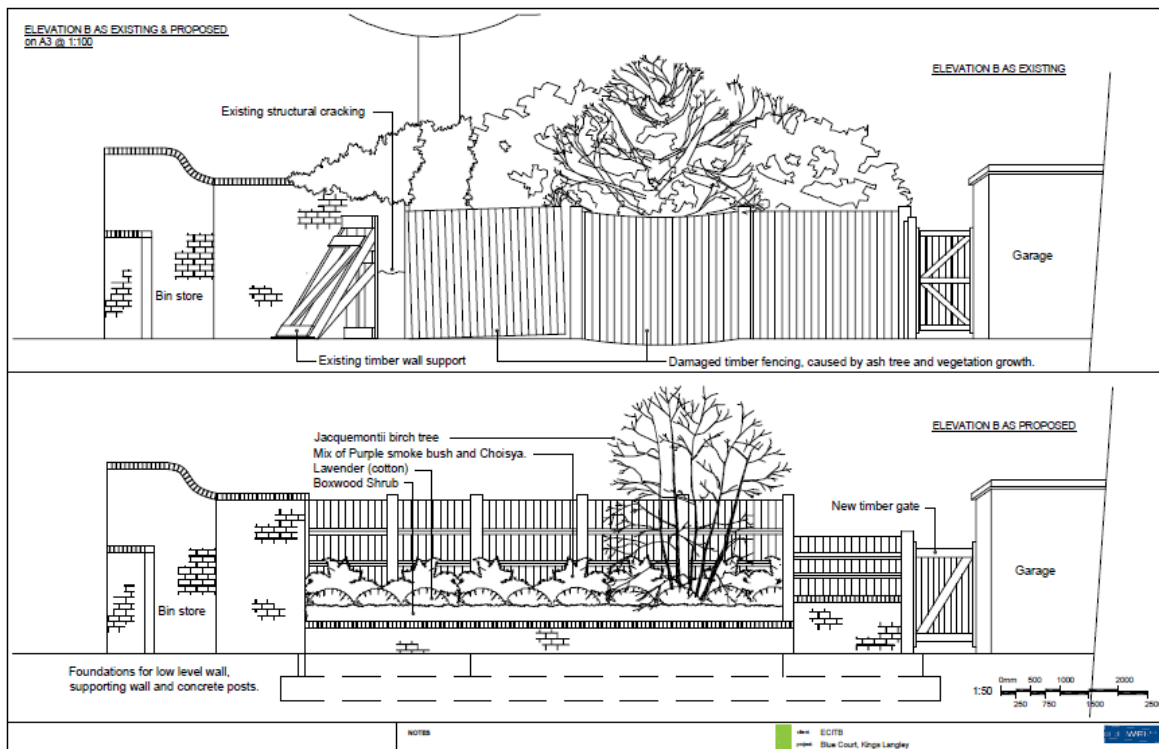 ELEVATION B AS EXISTING & PROPOSED
on A3 @ 1:100
ELEVATION B AS EXISTING
Existing structural cracking
Bin store
Garage
Existing timber wall support
Damaged timber fencing, caused by ash tree and vegetation growth.
Jacquemontii birch tree
Mix of Purple smoke bush and Choisya.
Lavender (cotton)
Boxwood Shrub
ELEVATION B AS PROPOSED
New timber gate
Bin store
Garage
Foundations for low level wall,
supporting wall and concrete posts.
1:50
0mm 500 1000 2000
250 750 1500 250
NOTES
client ECITB
project Blue Court, Kings Langley